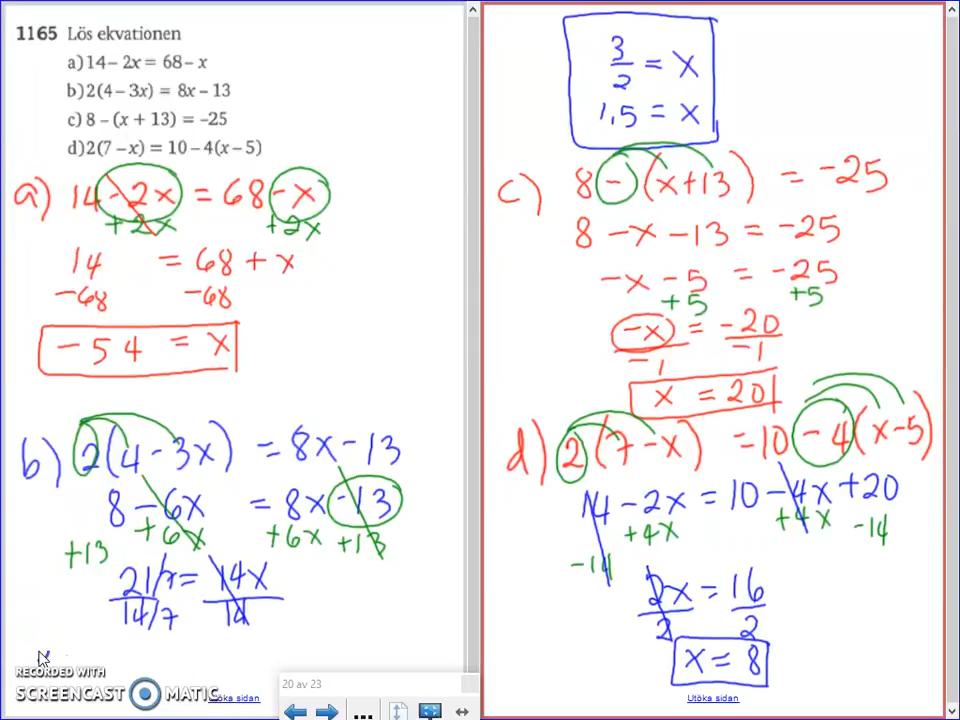 1165 Lös ekvationen
a) 14 – 2x = 68 – x
b) 2(4 – 3x) = 8x – 13
c) 8 – (x + 13) = –25
d) 2(7 – x) = 10 – 4(x – 5)
a) 14 – 2x = 68 – x
+2x +2x
14 = 68 + x
–68 –68
–54 = x
b) 2(4 – 3x) = 8x – 13
8 – 6x = 8x – 13
+13 +6x +6x +13
21/7 = 14x
14/7 14
RECORDED WITH
SCREENCAST MATIC
Utöka sidan
20 av 23
3/2 = x
1,5 = x
c) 8 – (x + 13) = –25
8 – x – 13 = –25
–x – 5 = –25
+5 +5
–x = –20
–1 –1
x = 20
d) 2(7 – x) = 10 – 4(x – 5)
14 – 2x = 10 – 4x + 20
–14 +4x +4x –14
2x = 16
2 2
x = 8
Utöka sidan